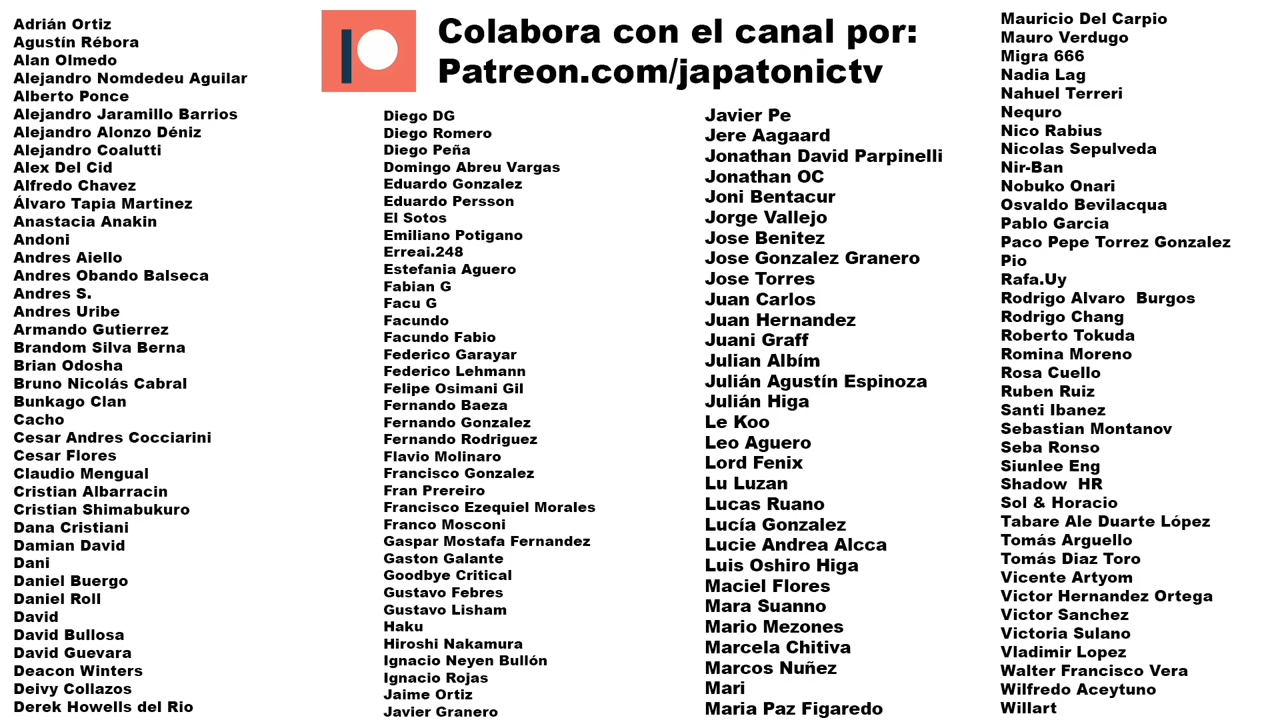 Colabora con el canal por:
Patreon.com/japatonictv
Adrián Ortiz
Agustín Rébora
Alan Olmedo
Alejandro Nomdedeu Aguilar
Alberto Ponce
Alejandro Jaramillo Barrios
Alejandro Alonzo Déniz
Alejandro Coalutti
Alex Del Cid
Alfredo Chavez
Álvaro Tapia Martinez
Anastacia Anakin
Andoni
Andres Aiello
Andres Obando Balseca
Andres S.
Andres Uribe
Armando Gutierrez
Brandom Silva Berna
Brian Odosha
Bruno Nicolás Cabral
Bunkago Clan
Cacho
Cesar Andres Cocciarini
Cesar Flores
Claudio Mengual
Cristian Albarracin
Cristian Shimabukuro
Dana Cristiani
Damian David
Dani
Daniel Buergo
Daniel Roll
David
David Bullosa
David Guevara
Deacon Winters
Deivy Collazos
Derek Howells del Rio
Diego DG
Diego Romero
Diego Peña
Domingo Abreu Vargas
Eduardo Gonzalez
Eduardo Persson
El Sotos
Emiliano Potigano
Erreai.248
Estefania Aguero
Fabian G
Facu G
Facundo
Facundo Fabio
Federico Garayar
Federico Lehmann
Felipe Osimani Gil
Fernando Baeza
Fernando Gonzalez
Fernando Rodriguez
Flavio Molinaro
Francisco Gonzalez
Fran Prereiro
Francisco Ezequiel Morales
Franco Mosconi
Gaspar Mostafa Fernandez
Gaston Galante
Goodbye Critical
Gustavo Febres
Gustavo Lisham
Haku
Hiroshi Nakamura
Ignacio Neyen Bullón
Ignacio Rojas
Jaime Ortiz
Javier Granero
Javier Pe
Jere Aagaard
Jonathan David Parpinelli
Jonathan OC
Joni Bentacur
Jorge Vallejo
Jose Benitez
Jose Gonzalez Granero
Jose Torres
Juan Carlos
Juan Hernandez
Juani Graff
Julian Albím
Julián Agustín Espinoza
Julián Higa
Le Koo
Leo Aguero
Lord Fenix
Lu Luzan
Lucas Ruano
Lucía Gonzalez
Lucie Andrea Alcca
Luis Oshiro Higa
Maciel Flores
Mara Suanno
Mario Mezones
Marcela Chitiva
Marcos Nuñez
Mari
Maria Paz Figaredo
Mauricio Del Carpio
Mauro Verdugo
Migra 666
Nadia Lag
Nahuel Terreri
Nequro
Nico Rabius
Nicolas Sepulveda
Nir-Ban
Nobuko Onari
Osvaldo Bevilacqua
Pablo Garcia
Paco Pepe Torrez Gonzalez
Pio
Rafa.Uy
Rodrigo Alvaro  Burgos
Rodrigo Chang
Roberto Tokuda
Romina Moreno
Rosa Cuello
Ruben Ruiz
Santi Ibanez
Sebastian Montanov
Seba Ronso
Siunlee Eng
Shadow  HR
Sol & Horacio
Tabare Ale Duarte López
Tomás Arguello
Tomás Diaz Toro
Vicente Artyom
Victor Hernandez Ortega
Victor Sanchez
Victoria Sulano
Vladimir Lopez
Walter Francisco Vera
Wilfredo Aceytuno
Willart